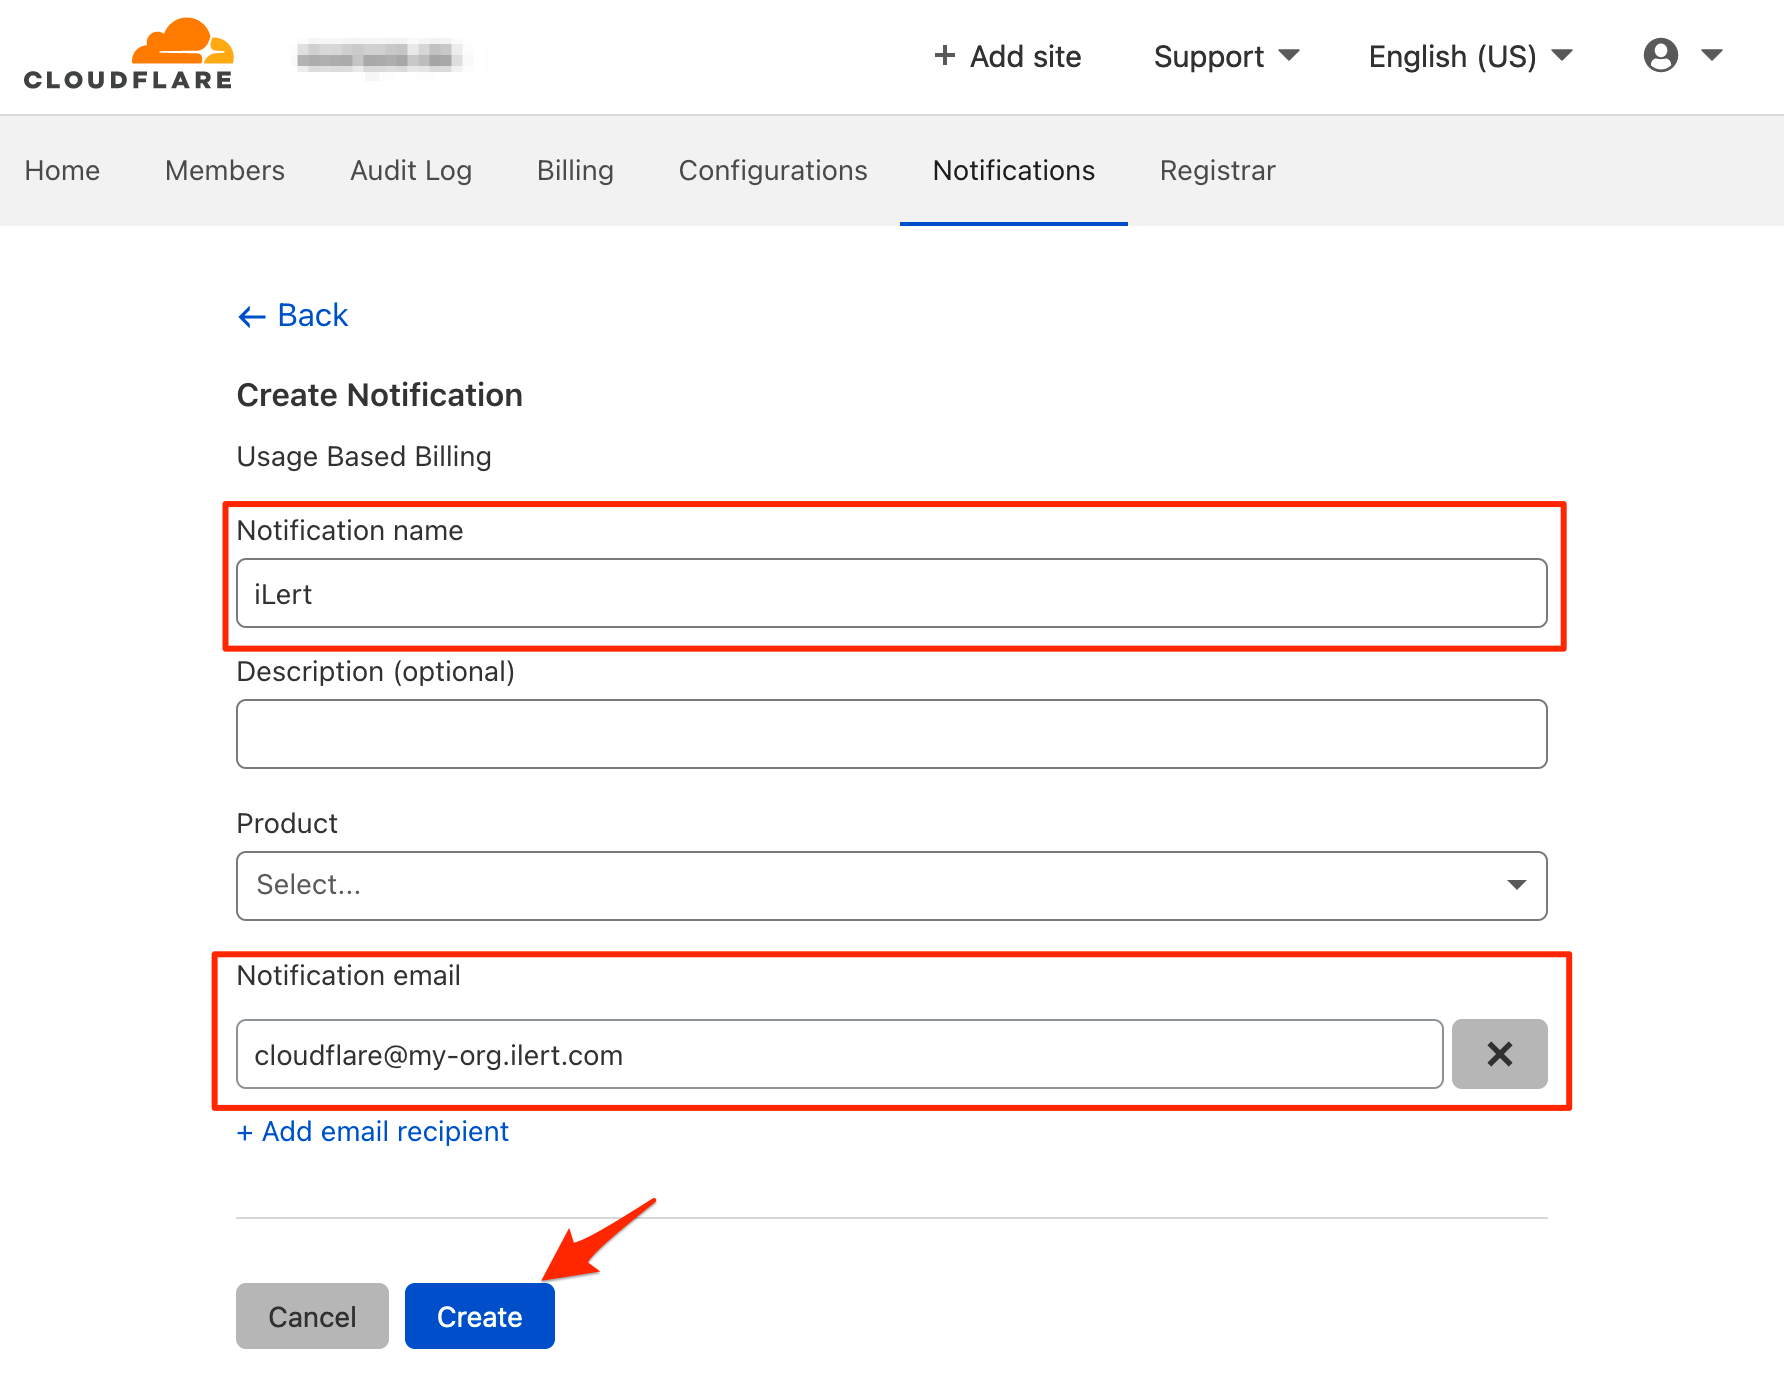 CLOUDFLARE
+ Add site
Support
English (US)
Home
Members
Audit Log
Billing
Configurations
Notifications
Registrar
← Back
Create Notification
Usage Based Billing
Notification name
iLert
Description (optional)
Product
Select...
Notification email
cloudflare@my-org.ilert.com
+ Add email recipient
Cancel
Create